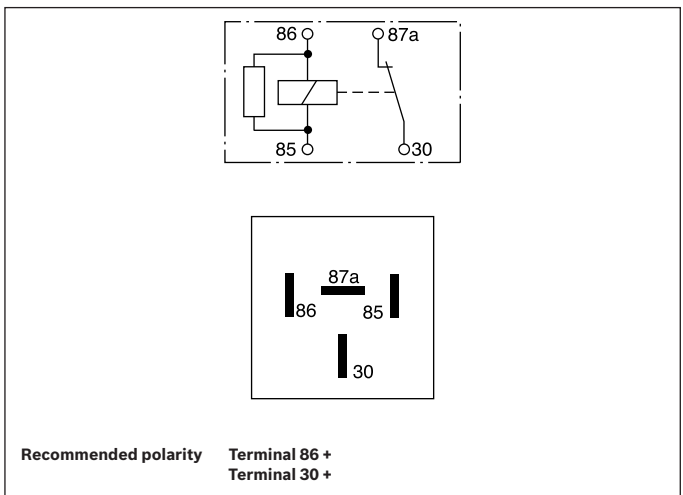 86 87a
85 30
87a
86 85
30
Recommended polarity Terminal 86 +
Terminal 30 +